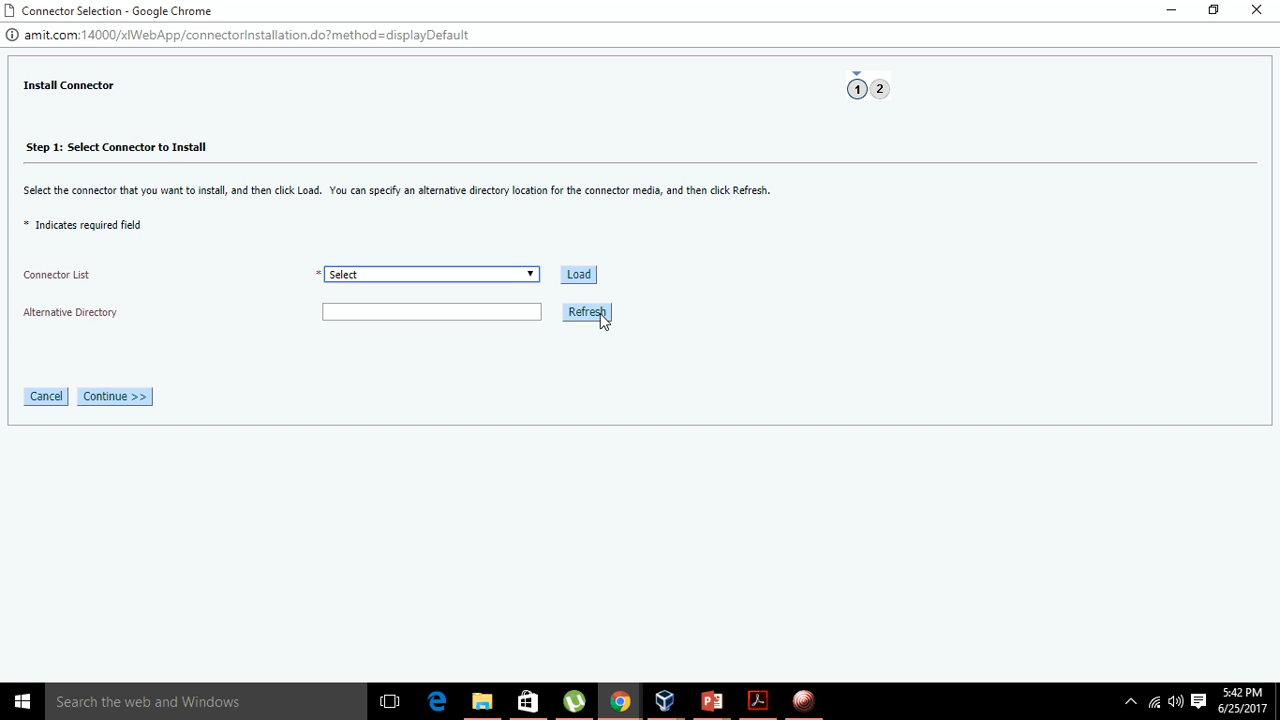 Connector Selection - Google Chrome
amit.com:14000/xlWebApp/connectorInstallation.do?method=displayDefault
Install Connector
1 2
Step 1: Select Connector to Install
Select the connector that you want to install, and then click Load. You can specify an alternative directory location for the connector media, and then click Refresh.
* Indicates required field
Connector List * Select Load
Alternative Directory Refresh
Cancel Continue >>
Search the web and Windows
5:42 PM
6/25/2017